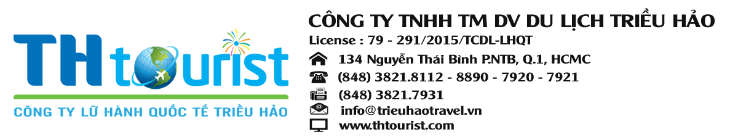 TH tourist
CÔNG TY LỮ HÀNH QUỐC TẾ TRIỀU HẢO
CÔNG TY TNHH TM DV DU LỊCH TRIỀU HẢO
License : 79 - 291/2015/TCDL-LHQT
134 Nguyễn Thái Bình P.NTB, Q.1, HCMC
(848) 3821.8112 - 8890 - 7920 - 7921
(848) 3821.7931
info@trieuhaotravel.vn
www.thtourist.com